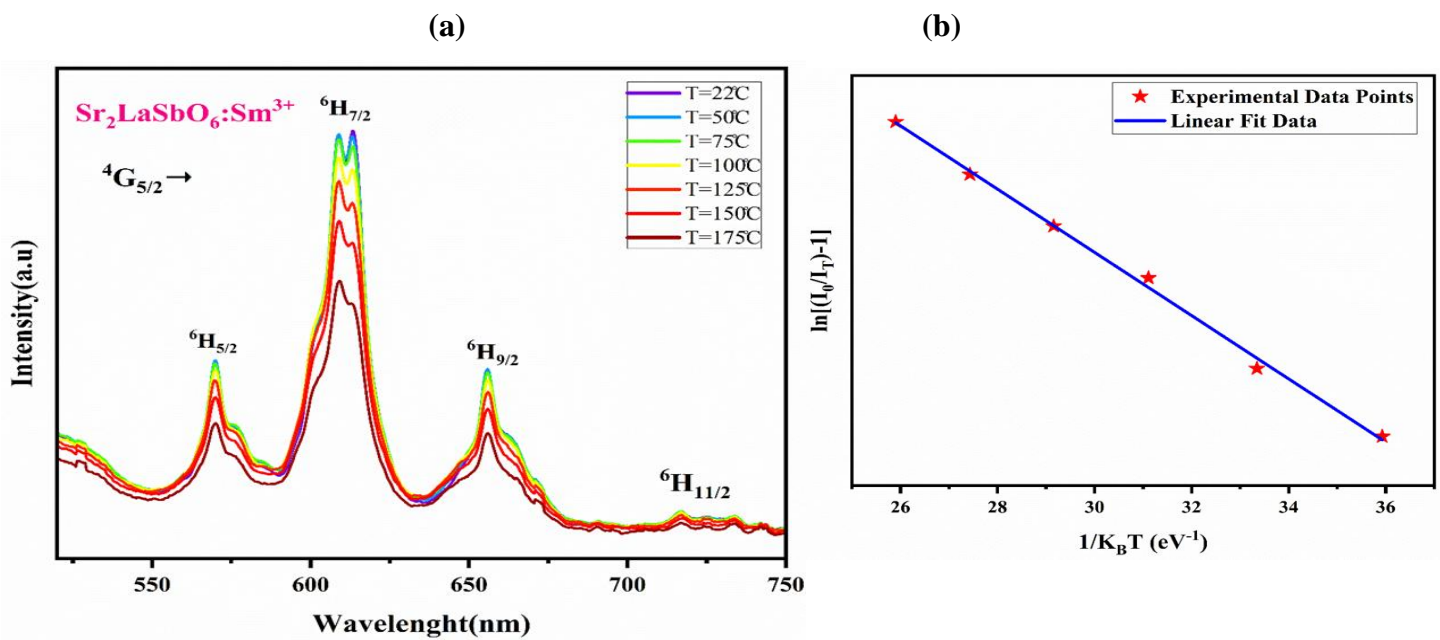 (a)
(b)
Sr₂LaSbO₆:Sm³⁺
⁴G₅/₂→
⁶H₅/₂
⁶H₇/₂
⁶H₉/₂
⁶H₁₁/₂
T=22℃
T=50℃
T=75℃
T=100℃
T=125℃
T=150℃
T=175℃
Intensity(a.u)
550 600 650 700 750
Wavelenght(nm)
Experimental Data Points
Linear Fit Data
ln[(I₀/I_T)-1]
26 28 30 32 34 36
1/K_BT (eV⁻¹)